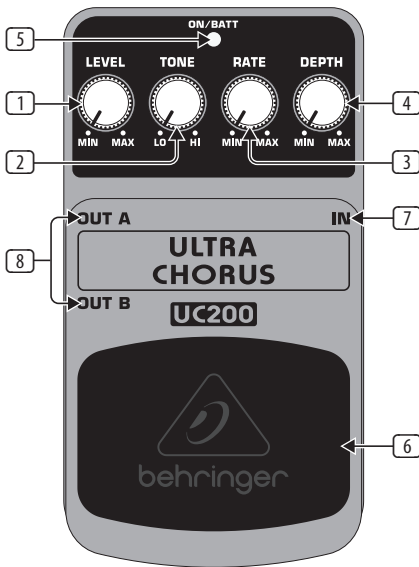 ON/BATT
5
LEVEL TONE RATE DEPTH
1
4
MIN MAX LO HI MIN MAX MIN MAX
2
3
OUT A IN
7
8
ULTRA
CHORUS
OUT B
UC200
6
behringer